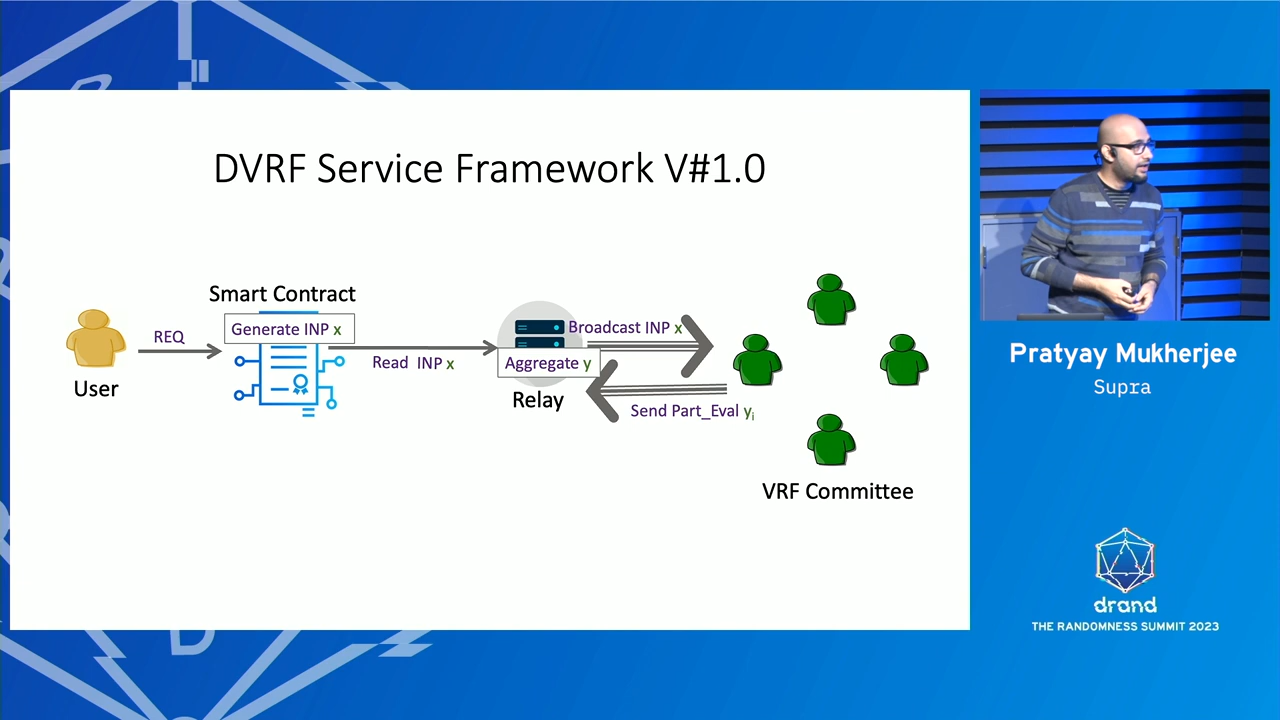 DVRF Service Framework V#1.0
Smart Contract
Generate INP x
REQ
User
Read INP x
Broadcast INP x
Aggregate y
Relay
Send Part_Eval yi
VRF Committee
Pratyay Mukherjee
Supra
drand
THE RANDOMNESS SUMMIT 2023